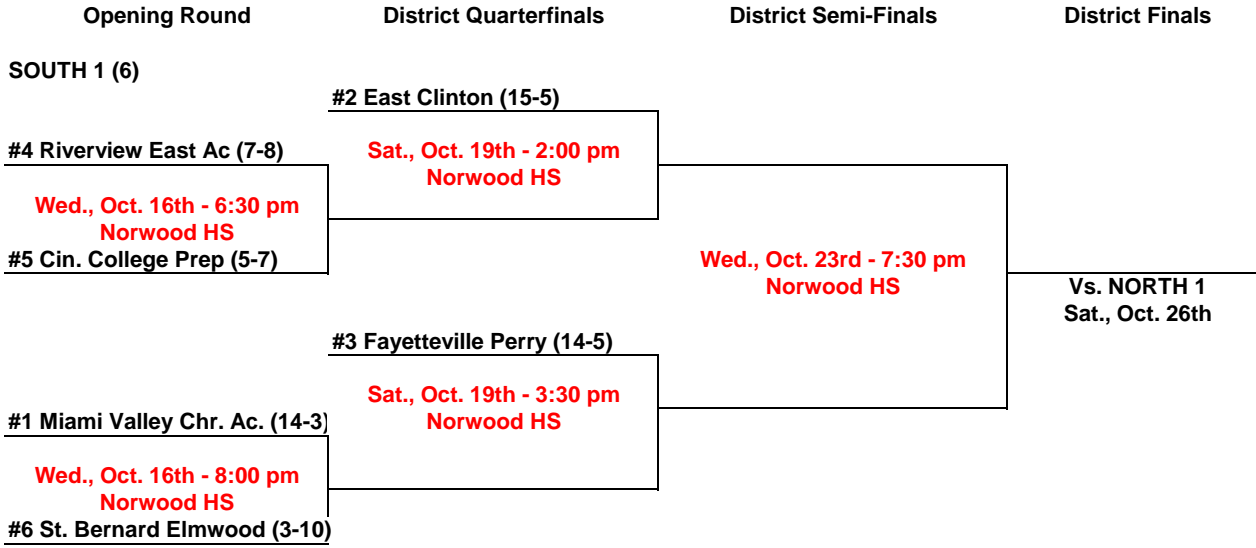 Opening Round
District Quarterfinals
District Semi-Finals
District Finals
SOUTH 1 (6)
#2 East Clinton (15-5)
#4 Riverview East Ac (7-8)
Sat., Oct. 19th - 2:00 pm
Norwood HS
Wed., Oct. 16th - 6:30 pm
Norwood HS
#5 Cin. College Prep (5-7)
Wed., Oct. 23rd - 7:30 pm
Norwood HS
Vs. NORTH 1
Sat., Oct. 26th
#3 Fayetteville Perry (14-5)
Sat., Oct. 19th - 3:30 pm
Norwood HS
#1 Miami Valley Chr. Ac. (14-3)
Wed., Oct. 16th - 8:00 pm
Norwood HS
#6 St. Bernard Elmwood (3-10)